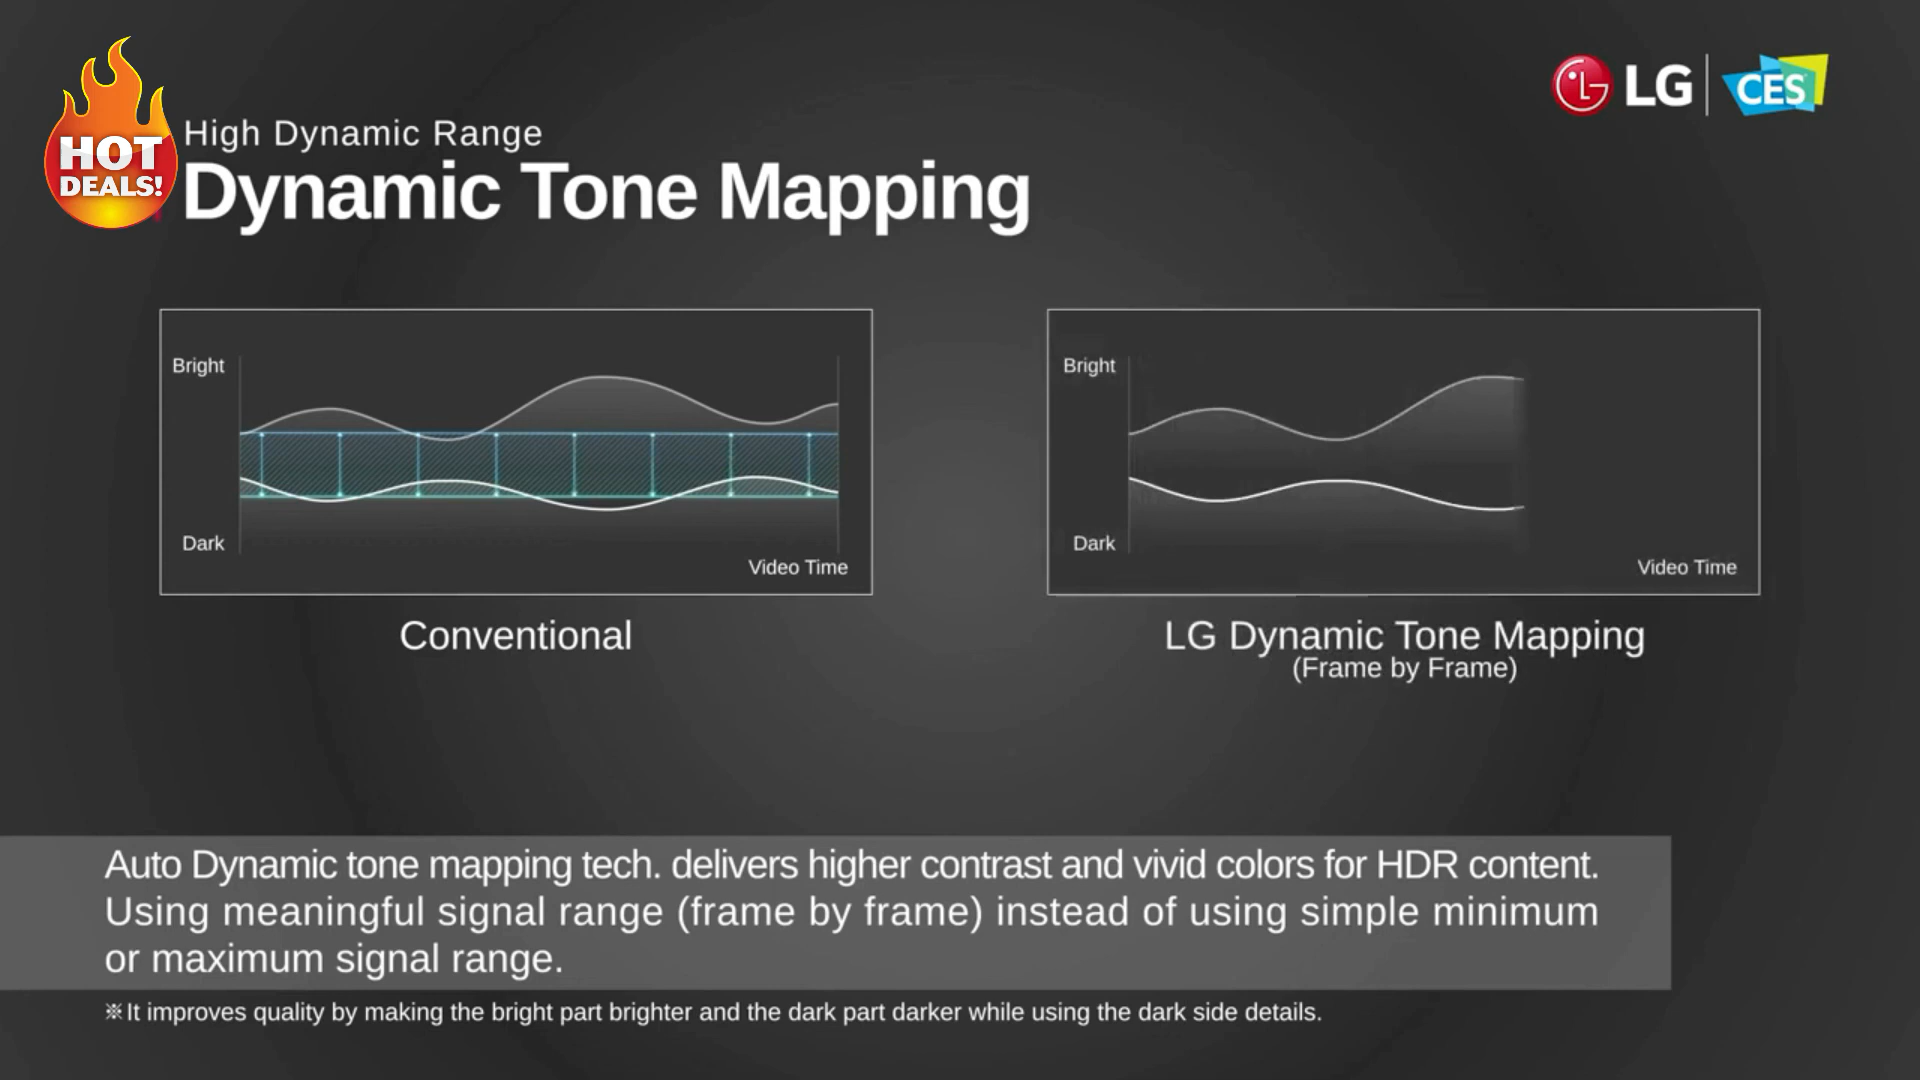 HOT
DEALS!
LG
CES
High Dynamic Range
Dynamic Tone Mapping
Bright
Dark
Video Time
Conventional
Bright
Dark
Video Time
LG Dynamic Tone Mapping
(Frame by Frame)
Auto Dynamic tone mapping tech. delivers higher contrast and vivid colors for HDR content.
Using meaningful signal range (frame by frame) instead of using simple minimum
or maximum signal range.
※It improves quality by making the bright part brighter and the dark part darker while using the dark side details.